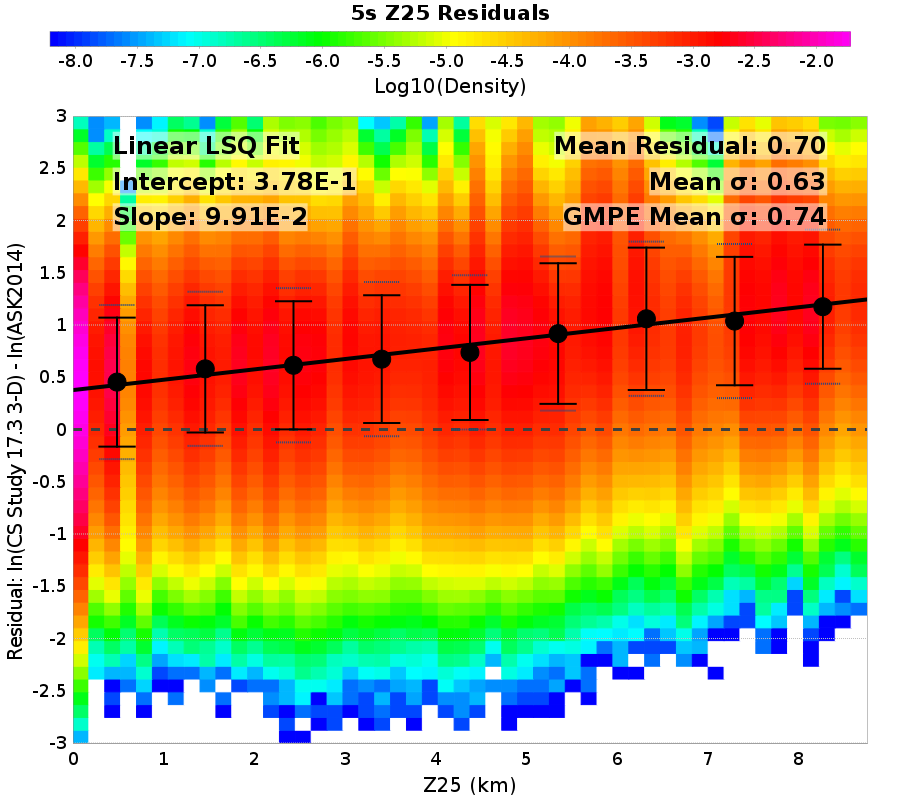 5s Z25 Residuals
-8.0 -7.5 -7.0 -6.5 -6.0 -5.5 -5.0 -4.5 -4.0 -3.5 -3.0 -2.5 -2.0
Log10(Density)
Residual: ln(CS Study 17.3 3-D) - ln(ASK2014)
3
2.5
2
1.5
1
0.5
0
-0.5
-1
-1.5
-2
-2.5
-3
Linear LSQ Fit
Intercept: 3.78E-1
Slope: 9.91E-2
Mean Residual: 0.70
Mean σ: 0.63
GMPE Mean σ: 0.74
0 1 2 3 4 5 6 7 8
Z25 (km)